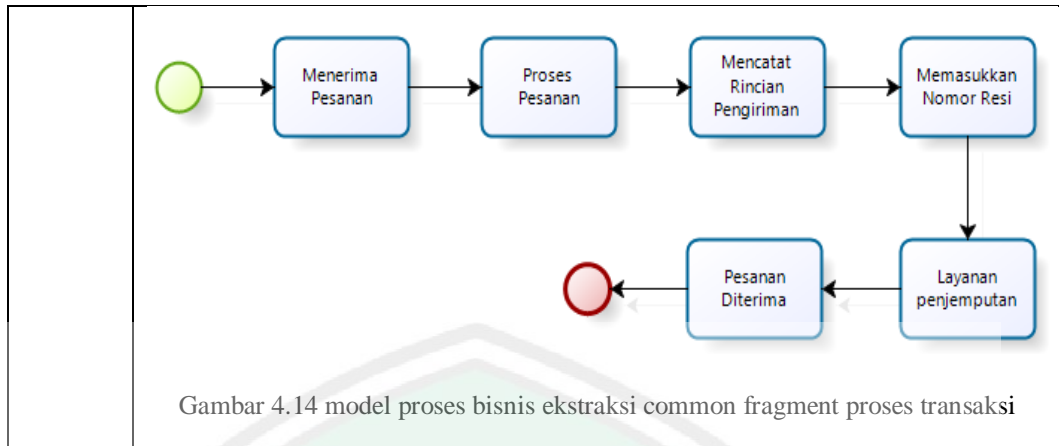 Menerima
Pesanan
Proses
Pesanan
Mencatat
Rincian
Pengiriman
Memasukkan
Nomor Resi
Layanan
penjemputan
Pesanan
Diterima
Gambar 4.14 model proses bisnis ekstraksi common fragment proses transaksi